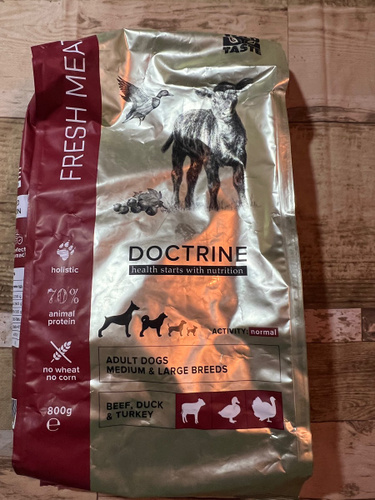 TASTE
FRESH MEA
DOCTRINE
health starts with nutrition
holistic
70%
animal
protein
no wheat
no corn
800g
℮
ACTIVITY: normal
ADULT DOGS
MEDIUM & LARGE BREEDS
BEEF, DUCK
& TURKEY